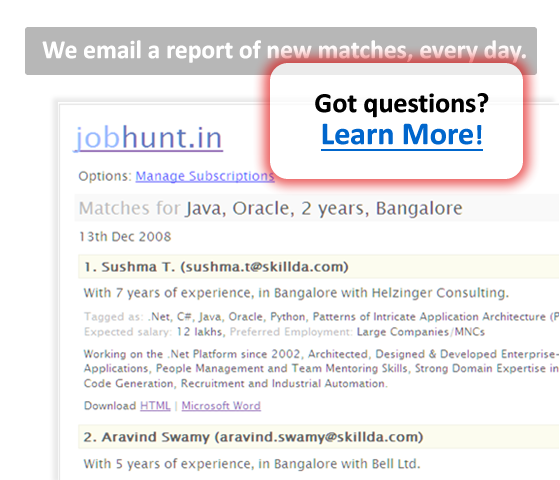 We email a report of new matches, every day.
Got questions?
Learn More!
jobhunt.in
Options: Manage Subscriptions
Matches for Java, Oracle, 2 years, Bangalore
13th Dec 2008
1. Sushma T. (sushma.t@skillda.com)
With 7 years of experience, in Bangalore with Helzinger Consulting.
Tagged as: .Net, C#, Java, Oracle, Python, Patterns of Intricate Application Architecture (P
Expected salary: 12 lakhs, Preferred Employment: Large Companies/MNCs
Working on the .Net Platform since 2002, Architected, Designed & Developed Enterprise-
Applications, People Management and Team Mentoring Skills, Strong Domain Expertise in
Code Generation, Recruitment and Industrial Automation.
Download HTML | Microsoft Word
2. Aravind Swamy (aravind.swamy@skillda.com)
With 5 years of experience, in Bangalore with Bell Ltd.